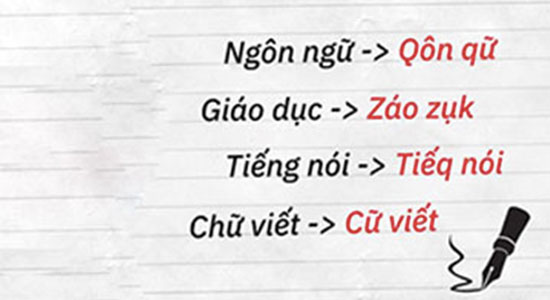 Ngôn ngữ -> Qôn qữ
Giáo dục -> Záo zụk
Tiếng nói -> Tiếq nói
Chữ viết -> Cữ viết